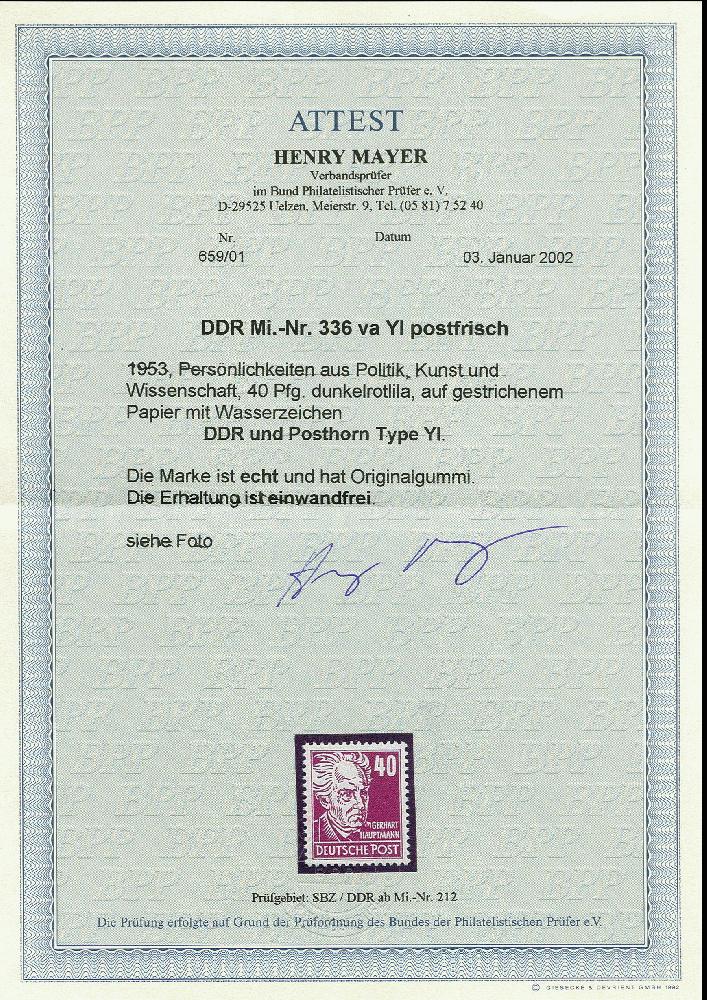 ATTEST
HENRY MAYER
Verbandsprüfer
im Bund Philatelistischer Prüfer e. V.
D-29525 Uelzen, Meierstr. 9, Tel. (05 81) 7 52 40
Nr. Datum
659/01 03. Januar 2002
DDR Mi.-Nr. 336 va YI postfrisch
1953, Persönlichkeiten aus Politik, Kunst und
Wissenschaft, 40 Pfg. dunkelrotlila, auf gestrichenem
Papier mit Wasserzeichen
DDR und Posthorn Type YI.
Die Marke ist echt und hat Originalgummi.
Die Erhaltung ist einwandfrei.
siehe Foto
40
GERHART
HAUPTMANN
DEUTSCHE POST
Prüfgebiet: SBZ / DDR ab Mi.-Nr. 212
Die Prüfung erfolgte auf Grund der Prüfordnung des Bundes der Philatelistischen Prüfer e.V.
© GIESECKE & DEVRIENT GMBH 1992